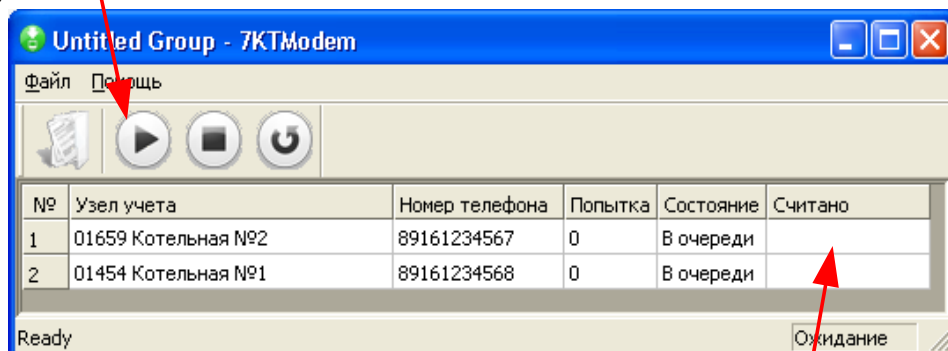 Untitled Group - 7KTModem
Файл Помощь
№ Узел учета Номер телефона Попытка Состояние Считано
1 01659 Котельная №2 89161234567 0 В очереди
2 01454 Котельная №1 89161234568 0 В очереди
Ready Ожидание